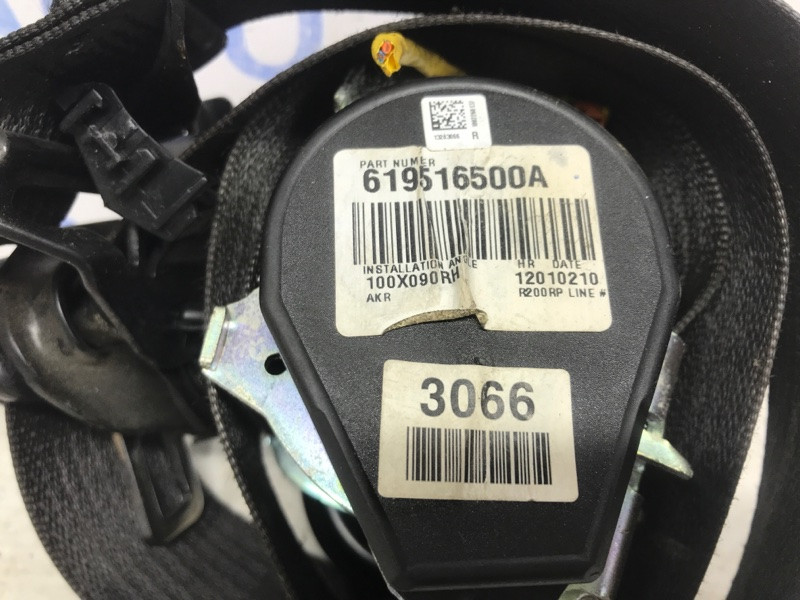 R
PART NUMER
619516500A
INSTALLATION ANGLE
100X090RH
AKR
HR DATE
12010210
R200RP LINE #
3066